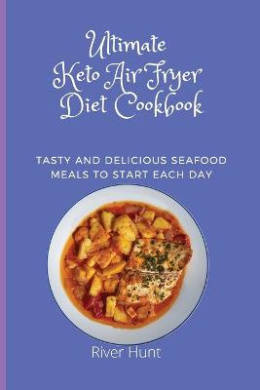 Ultimate
Keto Air Fryer
Diet Cookbook
TASTY AND DELICIOUS SEAFOOD
MEALS TO START EACH DAY
River Hunt